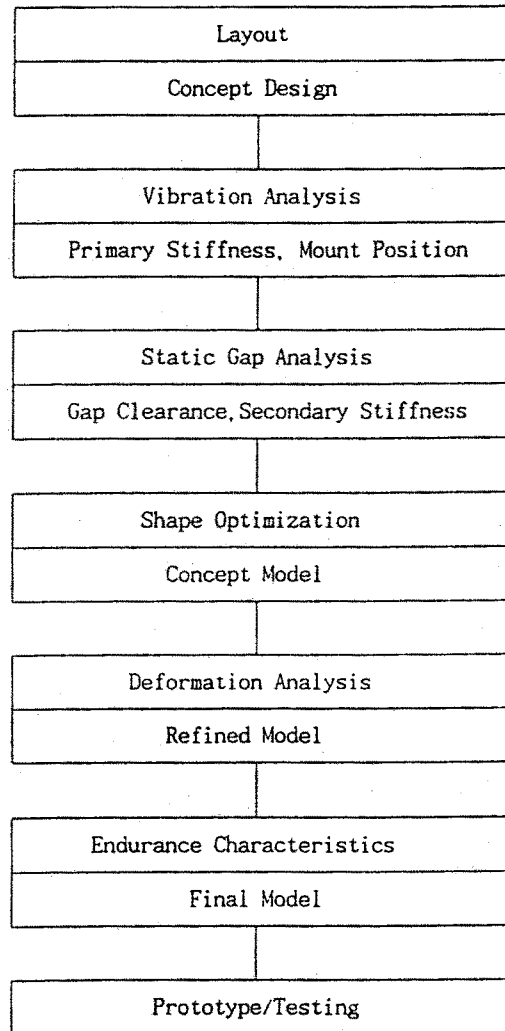 Layout
Concept Design
Vibration Analysis
Primary Stiffness, Mount Position
Static Gap Analysis
Gap Clearance,Secondary Stiffness
Shape Optimization
Concept Model
Deformation Analysis
Refined Model
Endurance Characteristics
Final Model
Prototype/Testing